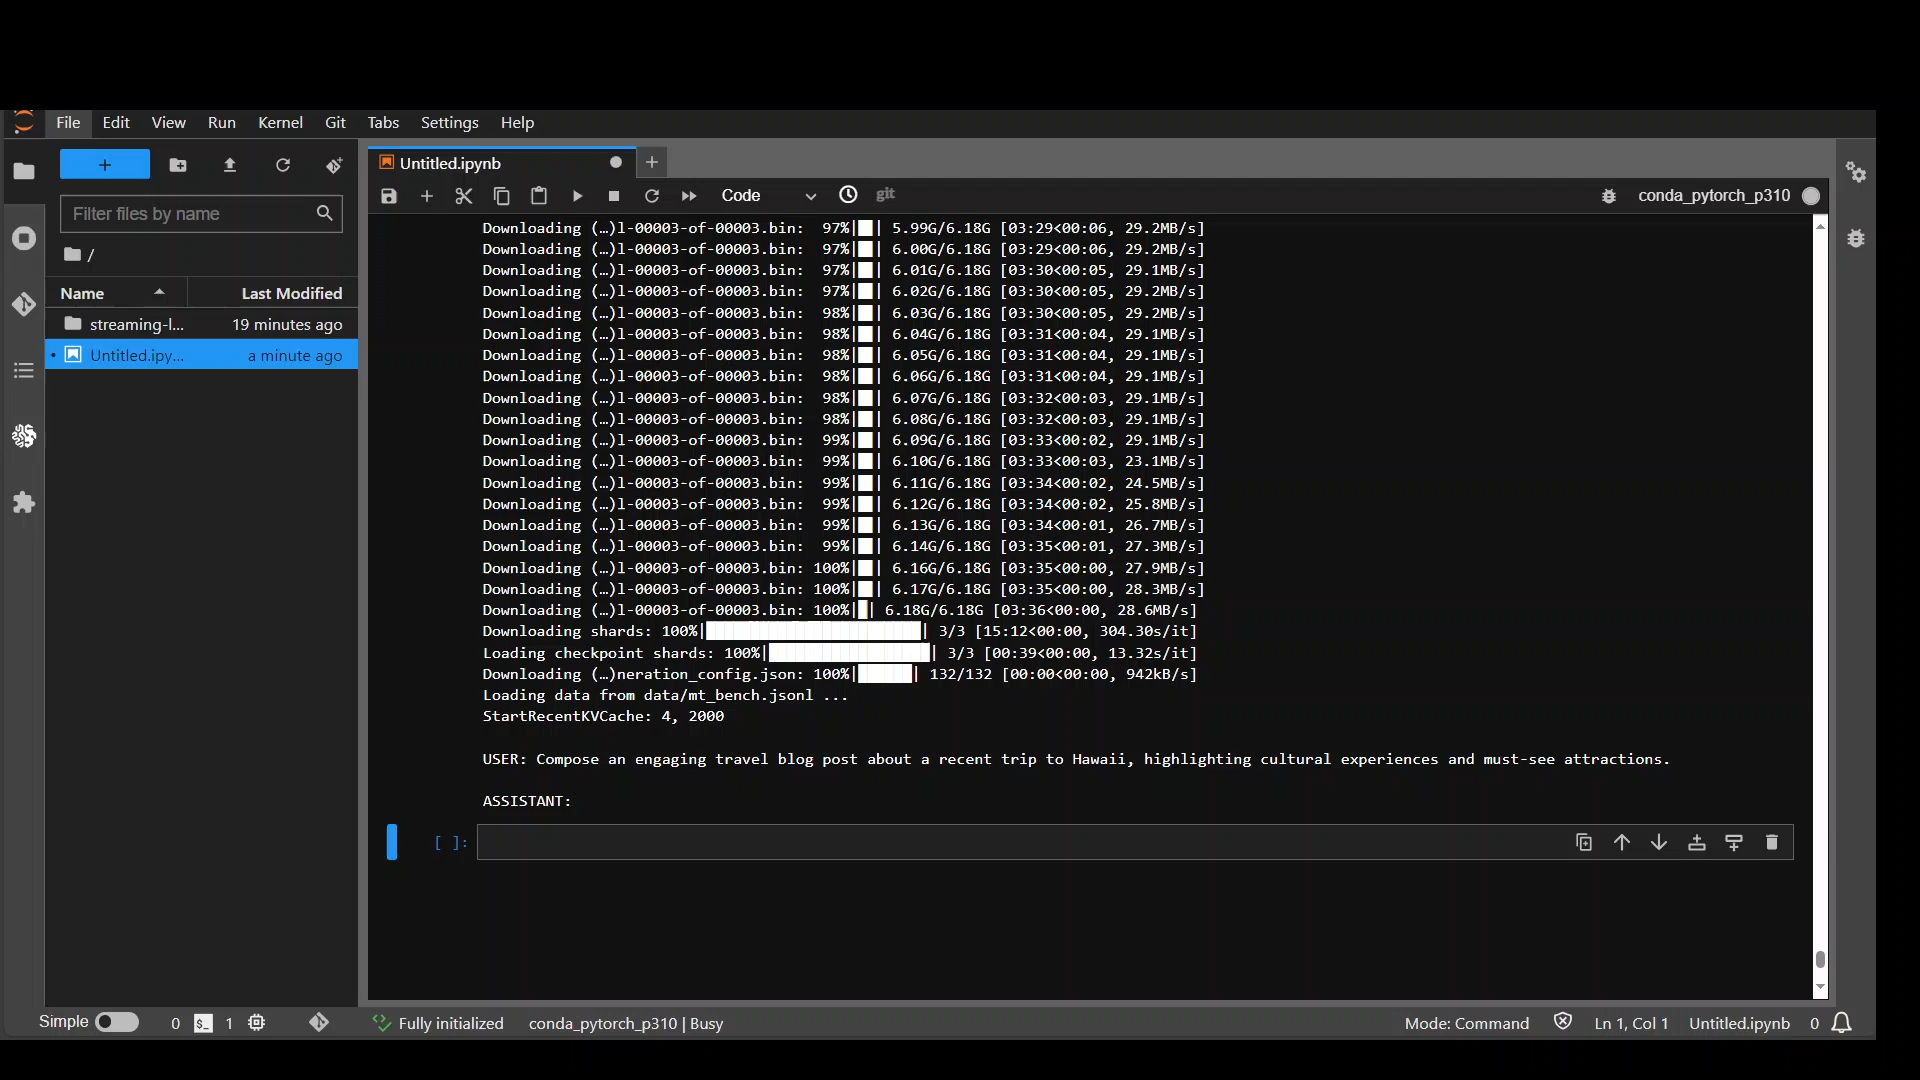 File Edit View Run Kernel Git Tabs Settings Help
Untitled.ipynb
Code
git
conda_pytorch_p310
Filter files by name
/
Name Last Modified
streaming-l... 19 minutes ago
Untitled.ipy... a minute ago
Downloading (…)l-00003-of-00003.bin: 97%|██| 5.99G/6.18G [03:29<00:06, 29.2MB/s]
Downloading (…)l-00003-of-00003.bin: 97%|██| 6.00G/6.18G [03:29<00:06, 29.2MB/s]
Downloading (…)l-00003-of-00003.bin: 97%|██| 6.01G/6.18G [03:30<00:05, 29.1MB/s]
Downloading (…)l-00003-of-00003.bin: 97%|██| 6.02G/6.18G [03:30<00:05, 29.2MB/s]
Downloading (…)l-00003-of-00003.bin: 98%|██| 6.03G/6.18G [03:30<00:05, 29.2MB/s]
Downloading (…)l-00003-of-00003.bin: 98%|██| 6.04G/6.18G [03:31<00:04, 29.1MB/s]
Downloading (…)l-00003-of-00003.bin: 98%|██| 6.05G/6.18G [03:31<00:04, 29.1MB/s]
Downloading (…)l-00003-of-00003.bin: 98%|██| 6.06G/6.18G [03:31<00:04, 29.1MB/s]
Downloading (…)l-00003-of-00003.bin: 98%|██| 6.07G/6.18G [03:32<00:03, 29.1MB/s]
Downloading (…)l-00003-of-00003.bin: 98%|██| 6.08G/6.18G [03:32<00:03, 29.1MB/s]
Downloading (…)l-00003-of-00003.bin: 99%|██| 6.09G/6.18G [03:33<00:02, 29.1MB/s]
Downloading (…)l-00003-of-00003.bin: 99%|██| 6.10G/6.18G [03:33<00:03, 23.1MB/s]
Downloading (…)l-00003-of-00003.bin: 99%|██| 6.11G/6.18G [03:34<00:02, 24.5MB/s]
Downloading (…)l-00003-of-00003.bin: 99%|██| 6.12G/6.18G [03:34<00:02, 25.8MB/s]
Downloading (…)l-00003-of-00003.bin: 99%|██| 6.13G/6.18G [03:34<00:01, 26.7MB/s]
Downloading (…)l-00003-of-00003.bin: 99%|██| 6.14G/6.18G [03:35<00:01, 27.3MB/s]
Downloading (…)l-00003-of-00003.bin: 100%|██| 6.16G/6.18G [03:35<00:00, 27.9MB/s]
Downloading (…)l-00003-of-00003.bin: 100%|██| 6.17G/6.18G [03:35<00:00, 28.3MB/s]
Downloading (…)l-00003-of-00003.bin: 100%|█| 6.18G/6.18G [03:36<00:00, 28.6MB/s]
Downloading shards: 100%|████████████████████████| 3/3 [15:12<00:00, 304.30s/it]
Loading checkpoint shards: 100%|██████████████████| 3/3 [00:39<00:00, 13.32s/it]
Downloading (…)neration_config.json: 100%|██████| 132/132 [00:00<00:00, 942kB/s]
Loading data from data/mt_bench.jsonl ...
StartRecentKVCache: 4, 2000
USER: Compose an engaging travel blog post about a recent trip to Hawaii, highlighting cultural experiences and must-see attractions.
ASSISTANT:
[ ]:
Simple 0 $_ 1 Fully initialized conda_pytorch_p310 | Busy Mode: Command Ln 1, Col 1 Untitled.ipynb 0